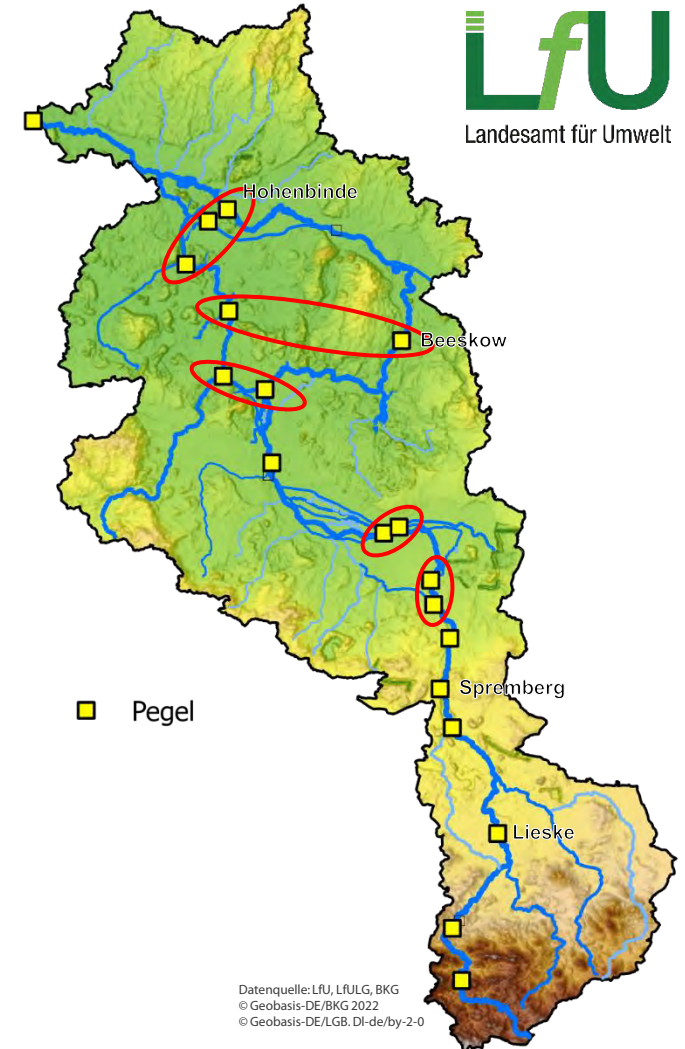 LfU
Landesamt für Umwelt
Hohenbinde
Beeskow
Spremberg
Pegel
Lieske
Datenquelle: LfU, LfULG, BKG
© Geobasis-DE/BKG 2022
© Geobasis-DE/LGB. Dl-de/by-2-0